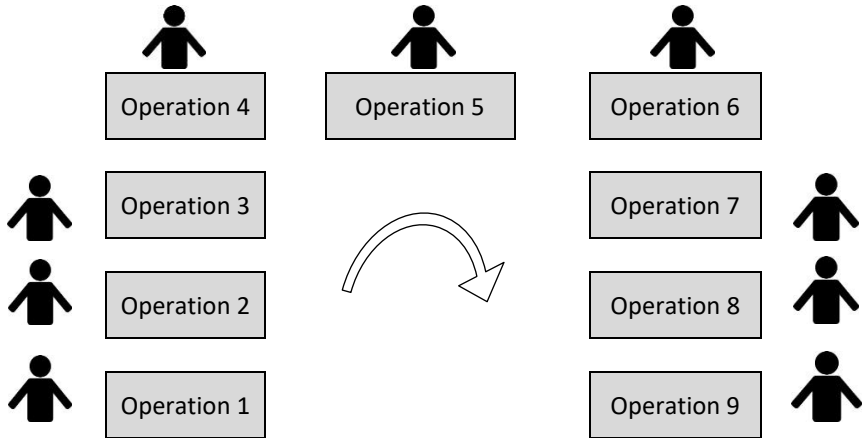 Operation 4
Operation 5
Operation 6
Operation 3
Operation 7
Operation 2
Operation 8
Operation 1
Operation 9